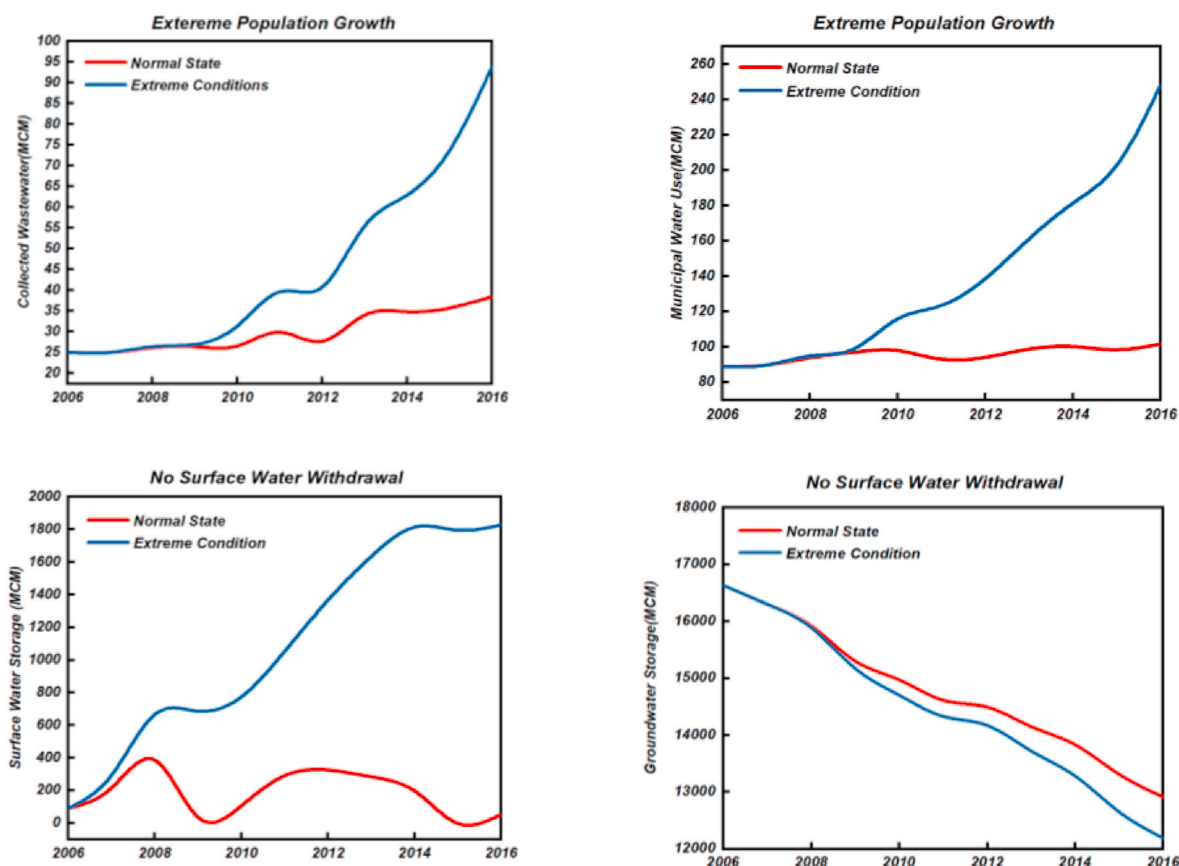 Extereme Population Growth
100
95
90
85
80
75
70
65
60
55
50
45
40
35
30
25
20
Collected Wastewater(MCM)
Normal State
Extreme Conditions
2006 2008 2010 2012 2014 2016
Extreme Population Growth
260
240
220
200
180
160
140
120
100
80
Municipal Water Use(MCM)
Normal State
Extreme Condition
2006 2008 2010 2012 2014 2016
No Surface Water Withdrawal
2000
1800
1600
1400
1200
1000
800
600
400
200
0
Surface Water Storage (MCM)
Normal State
Extreme Condition
2006 2008 2010 2012 2014 2016
No Surface Water Withdrawal
18000
17000
16000
15000
14000
13000
12000
Groundwater Storage(MCM)
Normal State
Extreme Condition
2006 2008 2010 2012 2014 2016